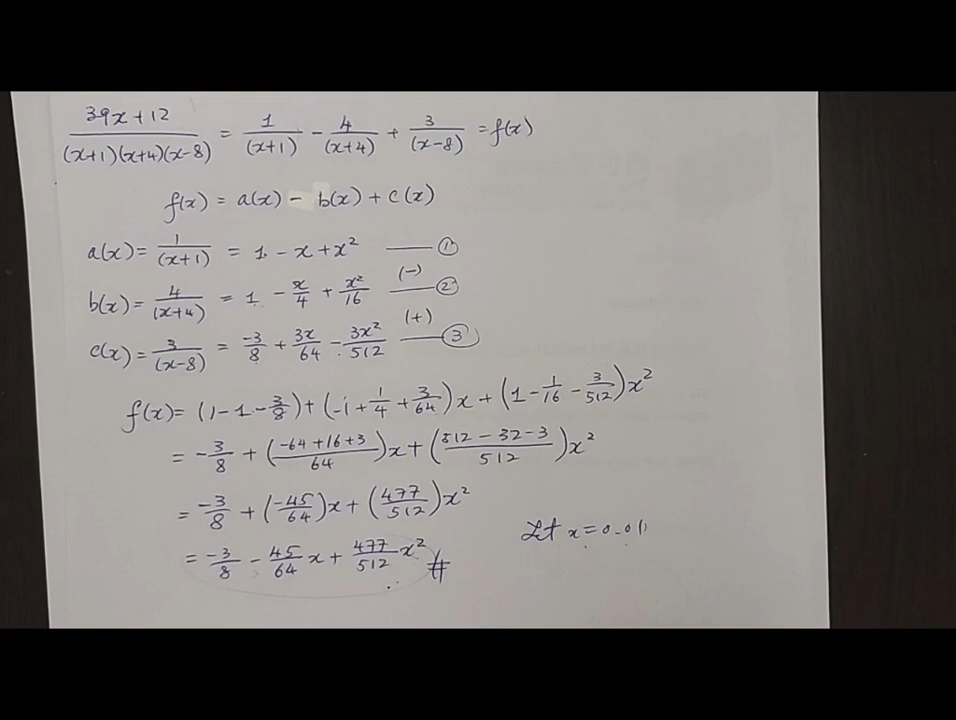 (39x+12)/((x+1)(x+4)(x-8)) = 1/(x+1) - 4/(x+4) + 3/(x-8) = f(x)
f(x) = a(x) - b(x) + c(x)
a(x) = 1/(x+1) = 1 - x + x² —— ①
b(x) = 4/(x+4) = 1 - x/4 + x²/16 (-) —— ②
c(x) = 3/(x-8) = -3/8 + 3x/64 - 3x²/512 (+) —— ③
f(x) = (1-1-3/8) + (-1+1/4+3/64)x + (1-1/16-3/512)x²
= -3/8 + ((-64+16+3)/64)x + ((512-32-3)/512)x²
= -3/8 + (-45/64)x + (477/512)x²
= -3/8 - 45/64 x + 477/512 x² #
Let x = 0.01